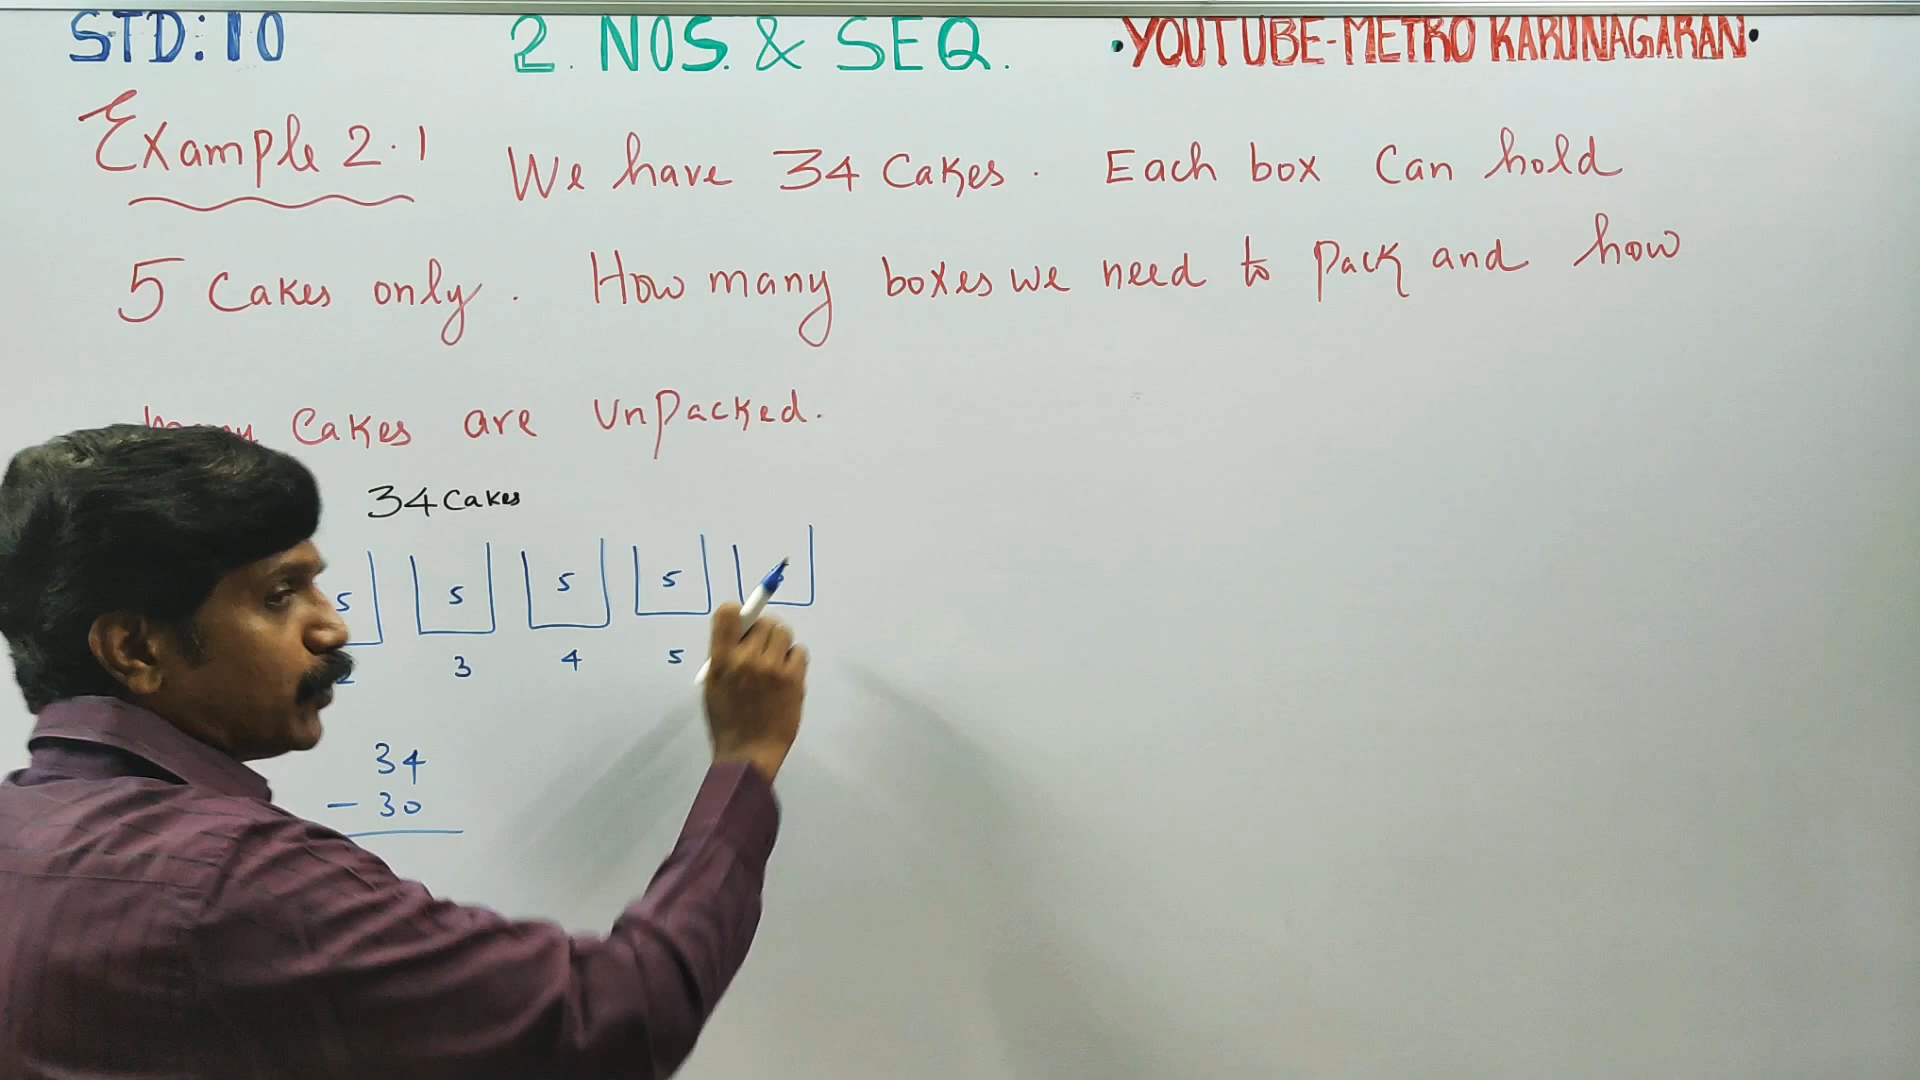 STD: 10 2. NOS. & SEQ. •YOUTUBE-METRO KARUNAGARAN•
Example 2.1 We have 34 Cakes. Each box Can hold
5 Cakes only. How many boxes we need to pack and how
Cakes are UnPacked.
34 Cakes
5 5 5 5
2 3 4 5
34
- 30